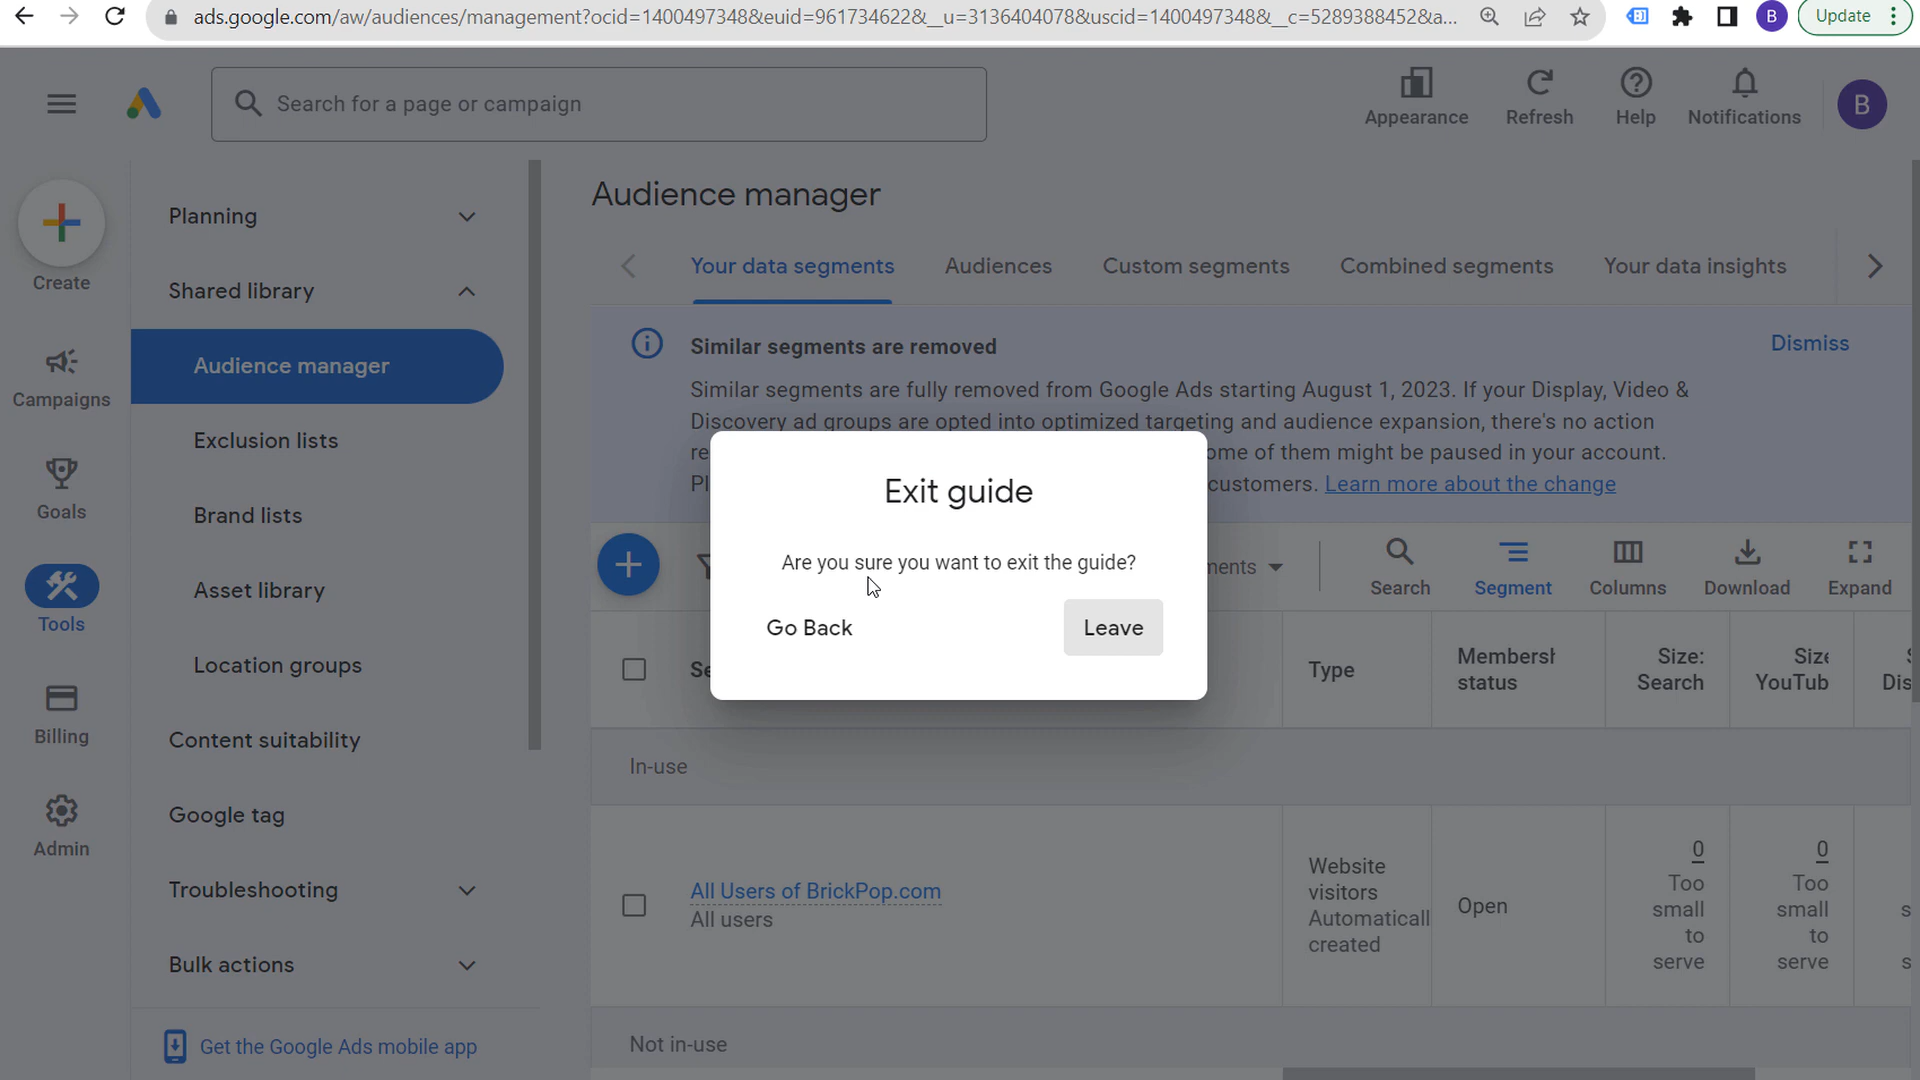 ads.google.com/aw/audiences/management?ocid=1400497348&euid=961734622&__u=3136404078&uscid=1400497348&__c=5289388452&a...
B
Update
Search for a page or campaign
Appearance
Refresh
Help
Notifications
B
Create
Campaigns
Goals
Tools
Billing
Admin
Planning
Shared library
Audience manager
Exclusion lists
Brand lists
Asset library
Location groups
Content suitability
Google tag
Troubleshooting
Bulk actions
Get the Google Ads mobile app
Audience manager
Your data segments
Audiences
Custom segments
Combined segments
Your data insights
Similar segments are removed
Dismiss
Similar segments are fully removed from Google Ads starting August 1, 2023. If your Display, Video &
Discovery ad groups are opted into optimized targeting and audience expansion, there's no action
re ome of them might be paused in your account.
Pl customers. Learn more about the change
Exit guide
Are you sure you want to exit the guide?
Go Back
Leave
ments
Search
Segment
Columns
Download
Expand
Se
Type
Membersh
status
Size:
Search
Size
YouTub
S
Dis
In-use
All Users of BrickPop.com
All users
Website
visitors
Automaticall
created
Open
0
Too
small
to
serve
0
Too
small
to
serve
s
s
Not in-use